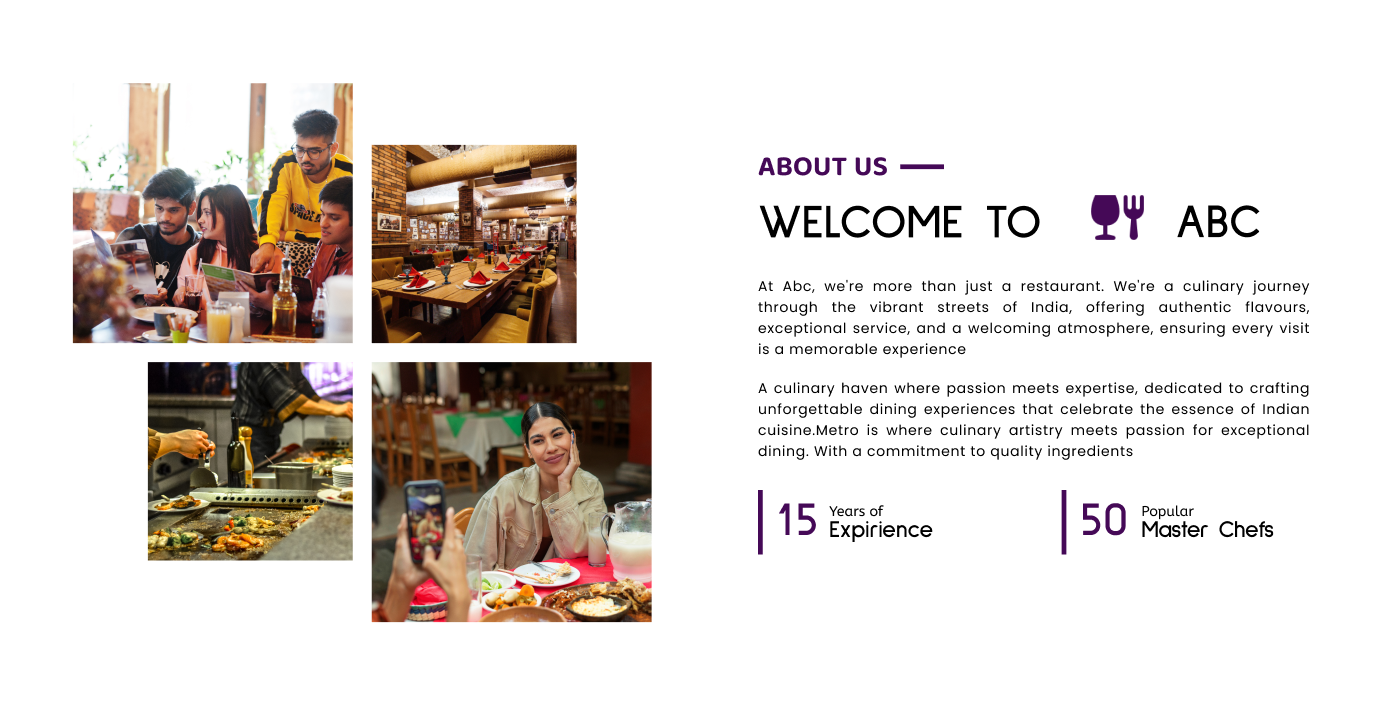 ABOUT US
WELCOME TO ABC
At Abc, we're more than just a restaurant. We're a culinary journey
through the vibrant streets of India, offering authentic flavours,
exceptional service, and a welcoming atmosphere, ensuring every visit
is a memorable experience
A culinary haven where passion meets expertise, dedicated to crafting
unforgettable dining experiences that celebrate the essence of Indian
cuisine.Metro is where culinary artistry meets passion for exceptional
dining. With a commitment to quality ingredients
15 Years of
Expirience
50 Popular
Master Chefs